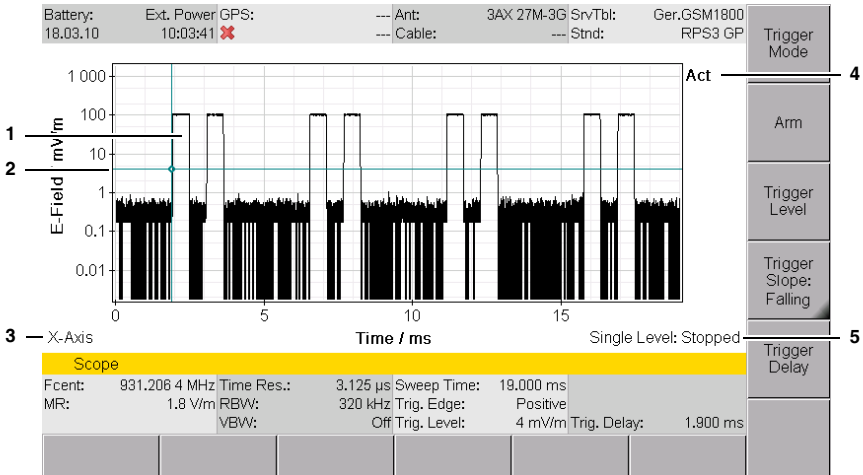 Battery: Ext. Power GPS: --- Ant: 3AX 27M-3G SrvTbl: Ger.GSM1800
18.03.10 10:03:41 --- Cable: --- Stnd: RPS3 GP
Trigger
Mode
4
Act
1 000
100
10
1
0.1
0.01
E-Field / mV/m
1
2
Arm
Trigger
Level
Trigger
Slope:
Falling
0 5 10 15
3 X-Axis Time / ms Single Level: Stopped 5
Trigger
Delay
Scope
Fcent: 931.206 4 MHz Time Res.: 3.125 µs Sweep Time: 19.000 ms
MR: 1.8 V/m RBW: 320 kHz Trig. Edge: Positive
VBW: Off Trig. Level: 4 mV/m Trig. Delay: 1.900 ms